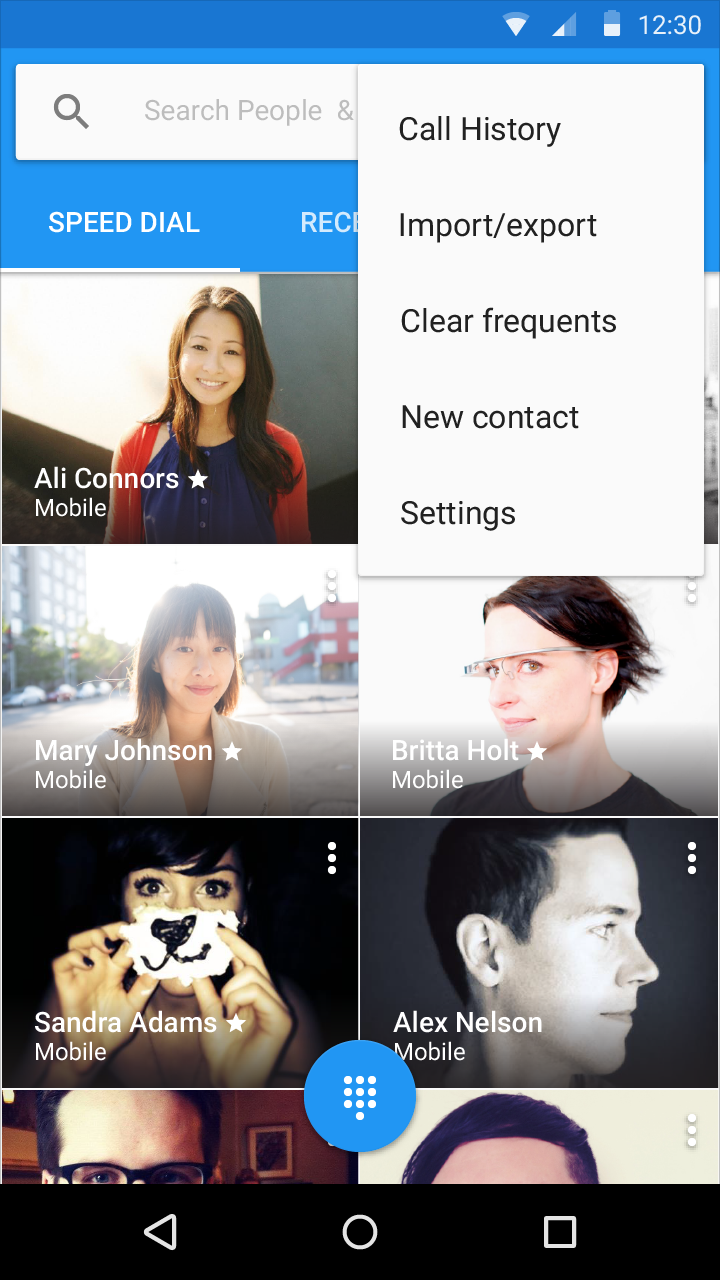 12:30
Search People &
Call History
SPEED DIAL
RECE
Import/export
Clear frequents
New contact
Settings
Ali Connors
Mobile
Mary Johnson
Mobile
Britta Holt
Mobile
Sandra Adams
Mobile
Alex Nelson
Mobile